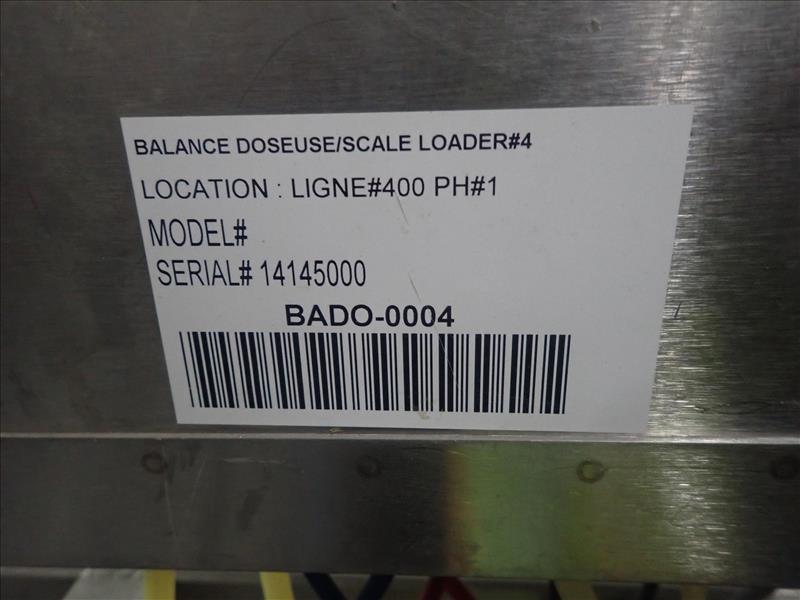 BALANCE DOSEUSE/SCALE LOADER#4
LOCATION : LIGNE#400 PH#1
MODEL#
SERIAL# 14145000
BADO-0004